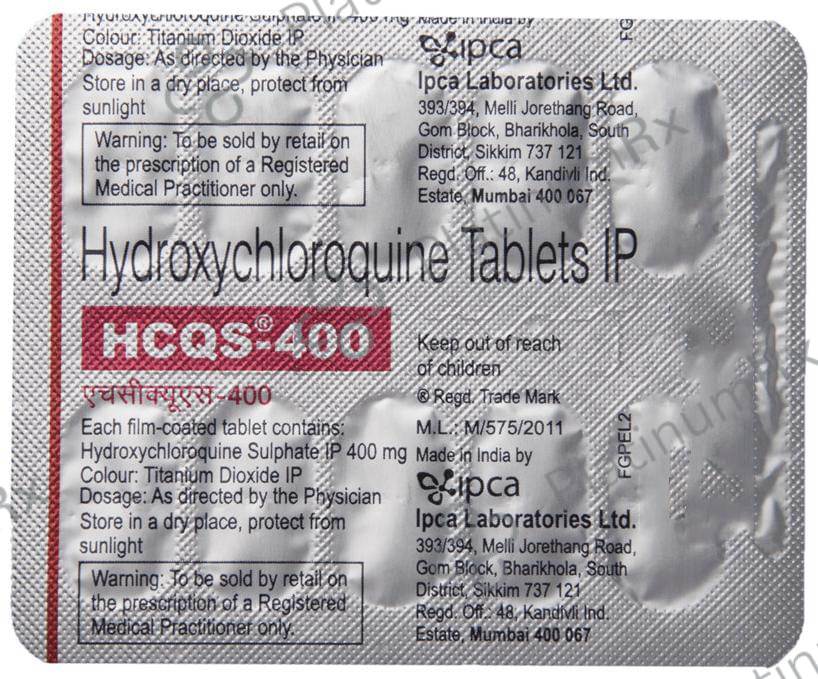 Hydroxychloroquine Sulphate IP 400 mg
Colour: Titanium Dioxide IP
Dosage: As directed by the Physician
Store in a dry place, protect from
sunlight
Warning: To be sold by retail on
the prescription of a Registered
Medical Practitioner only.
Made in India by
ipca
Ipca Laboratories Ltd.
393/394, Melli Jorethang Road,
Gom Block, Bharikhola, South
District, Sikkim 737 121
Regd. Off.: 48, Kandivli Ind.
Estate, Mumbai 400 067
Hydroxychloroquine Tablets IP
HCQS®-400
एचसीक्यूएस-400
Each film-coated tablet contains:
Hydroxychloroquine Sulphate IP 400 mg
Colour: Titanium Dioxide IP
Dosage: As directed by the Physician
Store in a dry place, protect from
sunlight
Warning: To be sold by retail on
the prescription of a Registered
Medical Practitioner only.
Keep out of reach
of children
® Regd. Trade Mark
M.L.: M/575/2011
Made in India by
ipca
Ipca Laboratories Ltd.
393/394, Melli Jorethang Road,
Gom Block, Bharikhola, South
District, Sikkim 737 121
Regd. Off.: 48, Kandivli Ind.
Estate, Mumbai 400 067
FG
FGPEL2
PlatinumRx
PlatinumRx